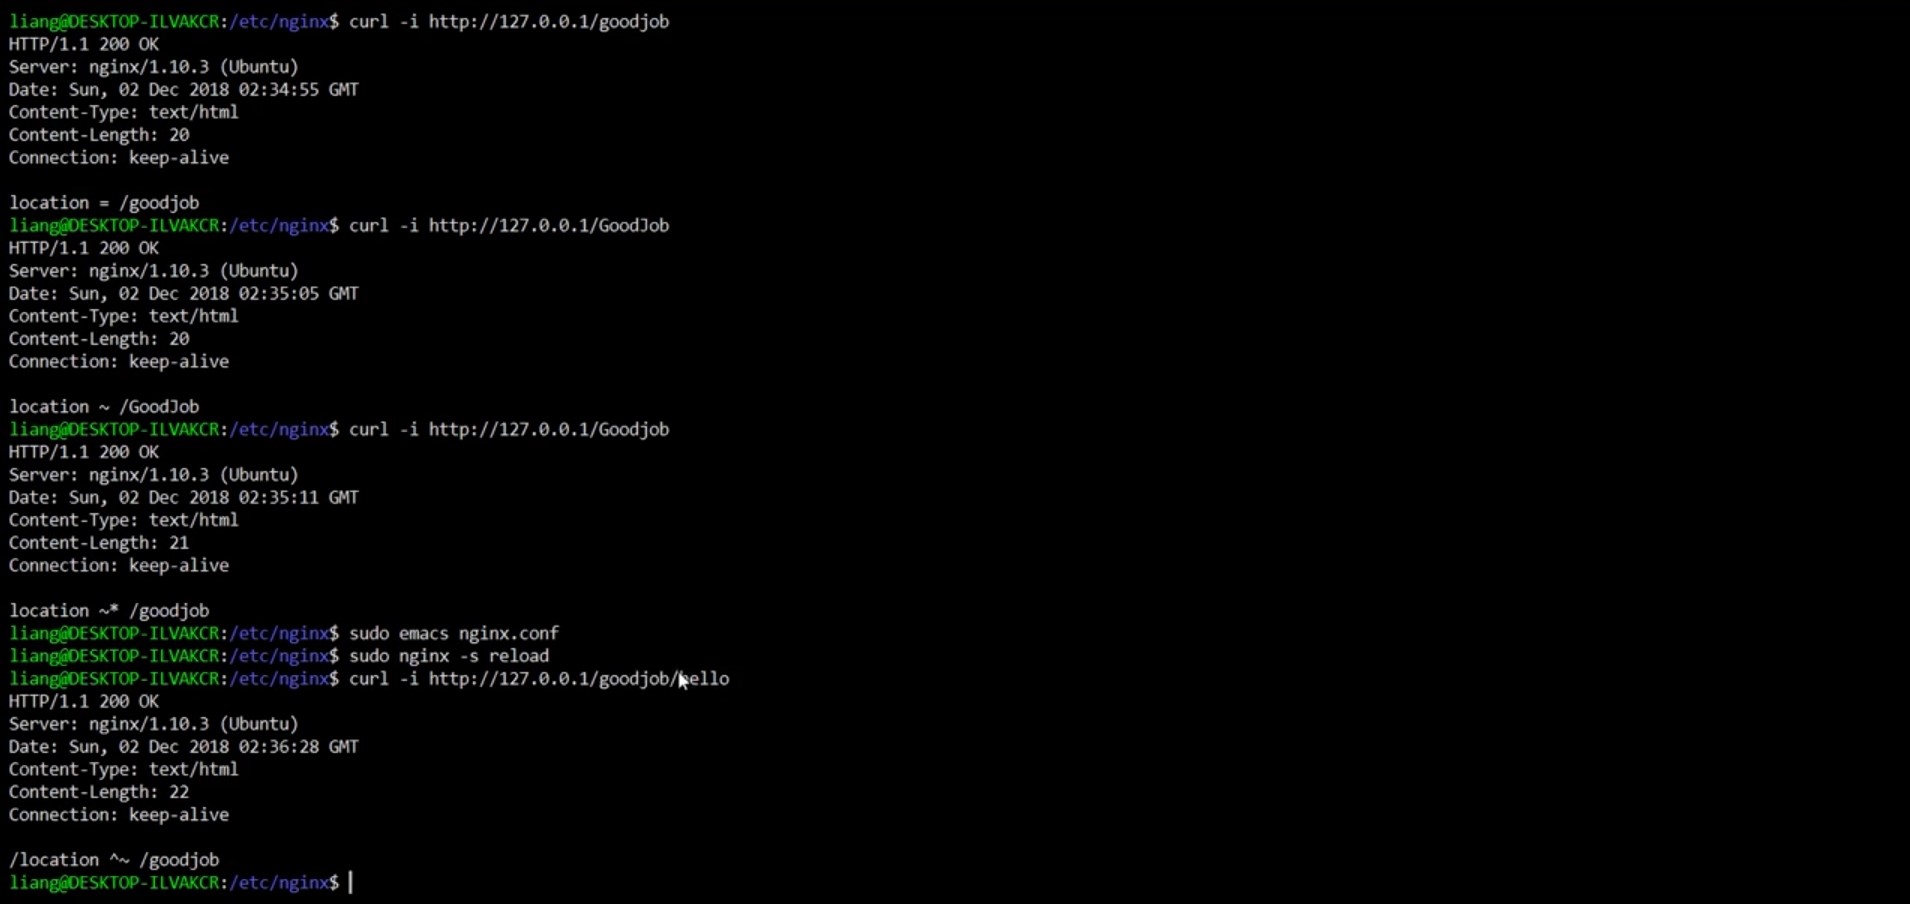 liang@DESKTOP-ILVAKCR:/etc/nginx$ curl -i http://127.0.0.1/goodjob
HTTP/1.1 200 OK
Server: nginx/1.10.3 (Ubuntu)
Date: Sun, 02 Dec 2018 02:34:55 GMT
Content-Type: text/html
Content-Length: 20
Connection: keep-alive

location = /goodjob
liang@DESKTOP-ILVAKCR:/etc/nginx$ curl -i http://127.0.0.1/GoodJob
HTTP/1.1 200 OK
Server: nginx/1.10.3 (Ubuntu)
Date: Sun, 02 Dec 2018 02:35:05 GMT
Content-Type: text/html
Content-Length: 20
Connection: keep-alive

location ~ /GoodJob
liang@DESKTOP-ILVAKCR:/etc/nginx$ curl -i http://127.0.0.1/Goodjob
HTTP/1.1 200 OK
Server: nginx/1.10.3 (Ubuntu)
Date: Sun, 02 Dec 2018 02:35:11 GMT
Content-Type: text/html
Content-Length: 21
Connection: keep-alive

location ~* /goodjob
liang@DESKTOP-ILVAKCR:/etc/nginx$ sudo emacs nginx.conf
liang@DESKTOP-ILVAKCR:/etc/nginx$ sudo nginx -s reload
liang@DESKTOP-ILVAKCR:/etc/nginx$ curl -i http://127.0.0.1/goodjob/hello
HTTP/1.1 200 OK
Server: nginx/1.10.3 (Ubuntu)
Date: Sun, 02 Dec 2018 02:36:28 GMT
Content-Type: text/html
Content-Length: 22
Connection: keep-alive

/location ^~ /goodjob
liang@DESKTOP-ILVAKCR:/etc/nginx$